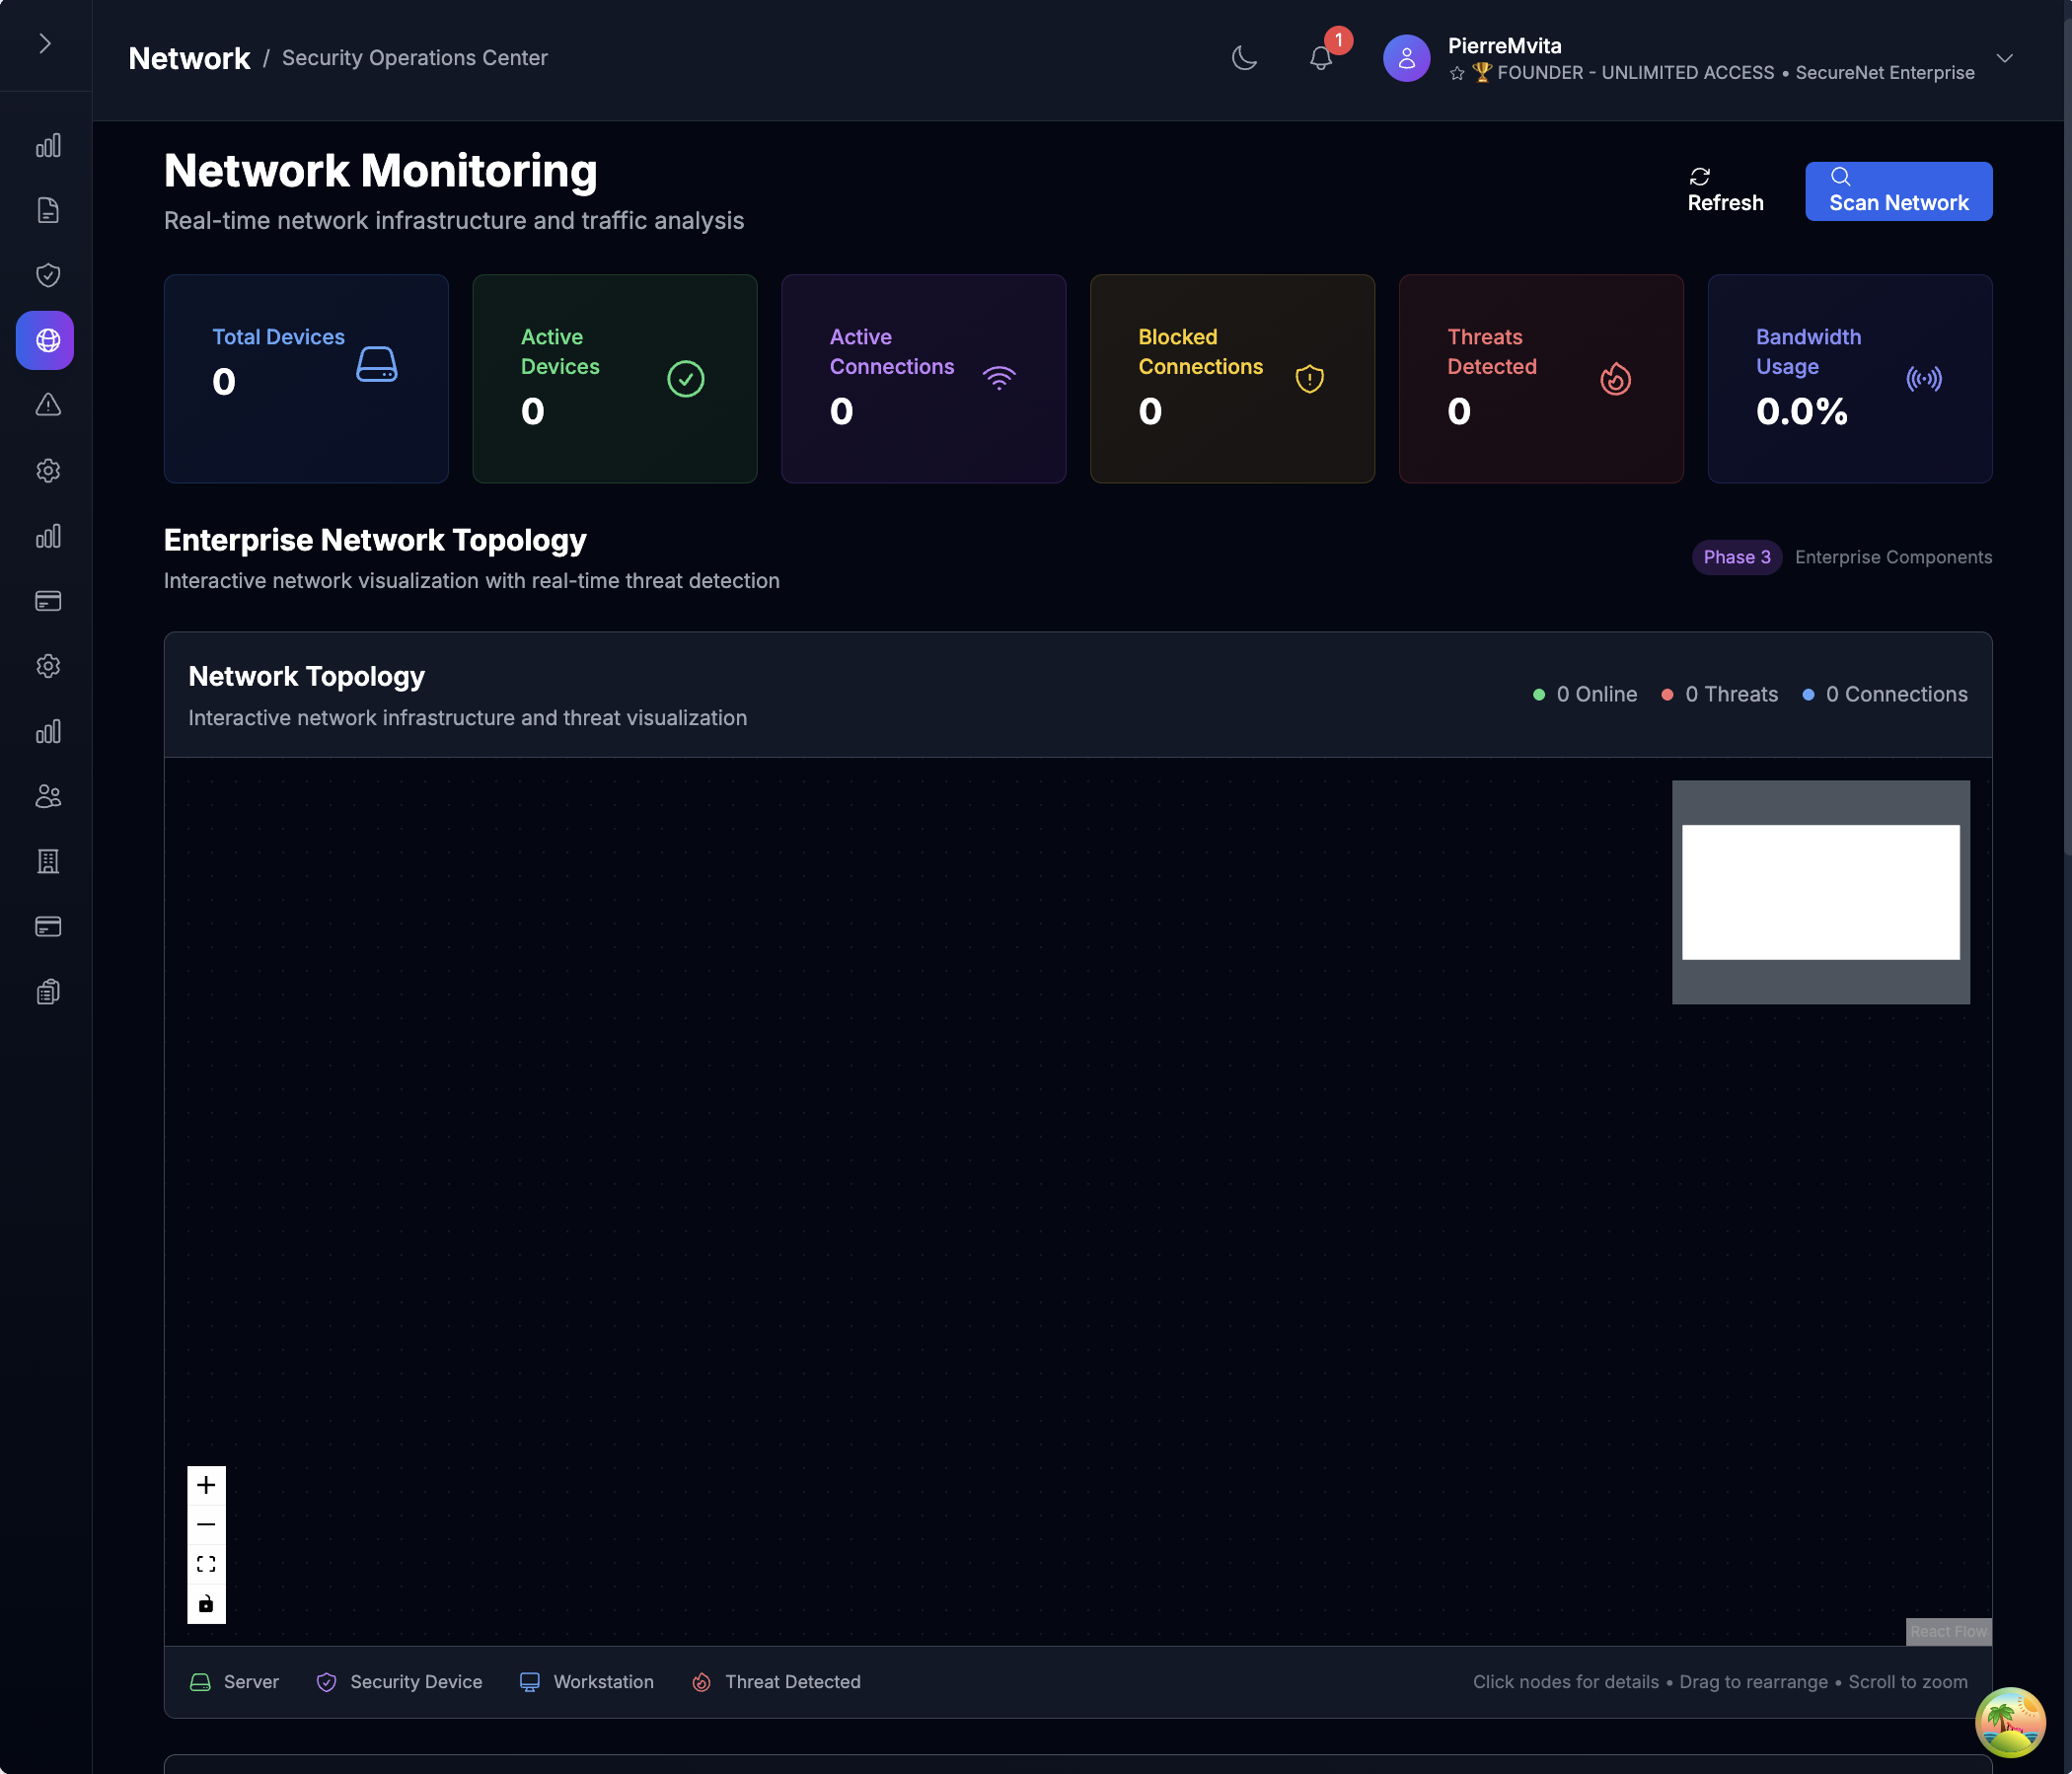 Network / Security Operations Center
1
PierreMvita
🏆 FOUNDER - UNLIMITED ACCESS • SecureNet Enterprise
Network Monitoring
Real-time network infrastructure and traffic analysis
Refresh
Scan Network
Total Devices
0
Active
Devices
0
Active
Connections
0
Blocked
Connections
0
Threats
Detected
0
Bandwidth
Usage
0.0%
Enterprise Network Topology
Interactive network visualization with real-time threat detection
Phase 3
Enterprise Components
Network Topology
Interactive network infrastructure and threat visualization
0 Online
0 Threats
0 Connections
React Flow
Server
Security Device
Workstation
Threat Detected
Click nodes for details • Drag to rearrange • Scroll to zoom